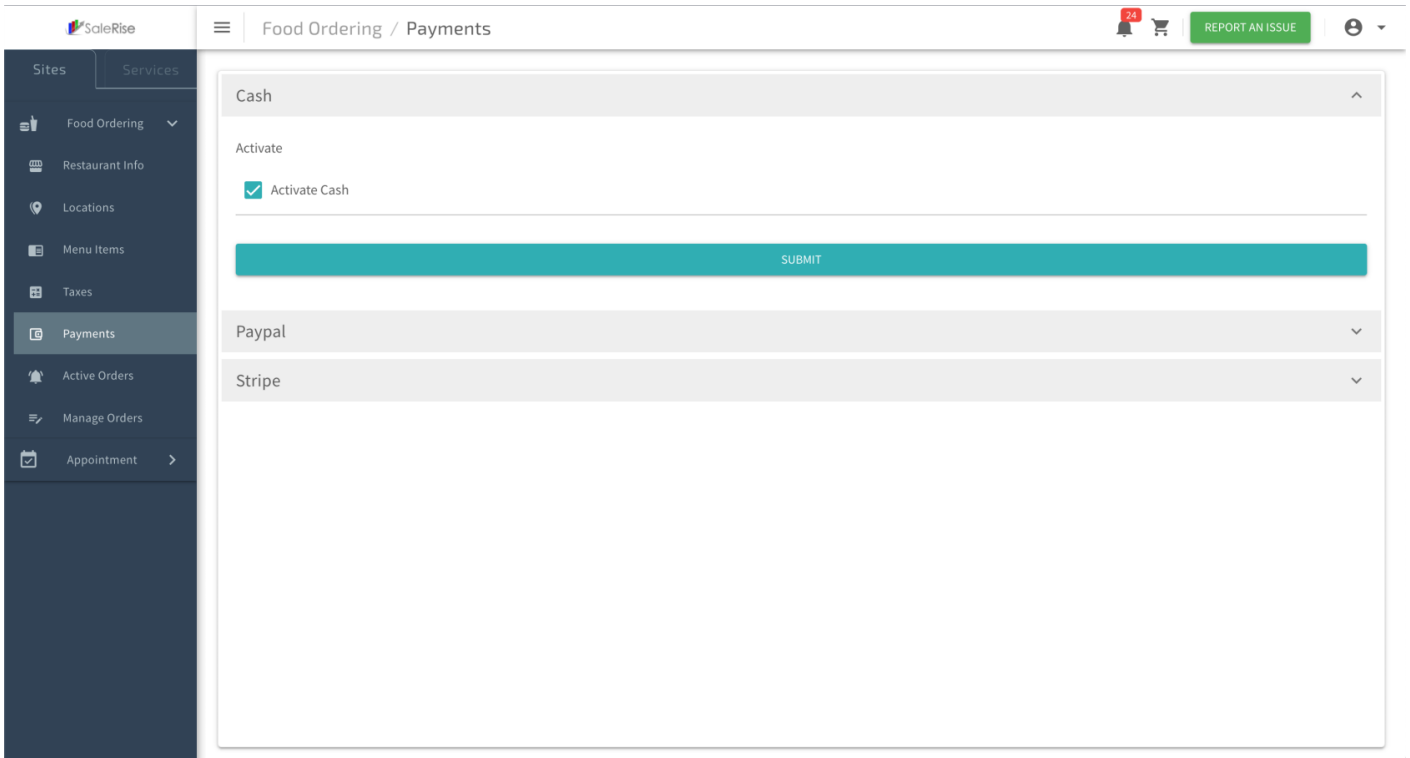 SaleRise
Food Ordering / Payments
24
REPORT AN ISSUE
Sites
Services
Food Ordering
Restaurant Info
Locations
Menu Items
Taxes
Payments
Active Orders
Manage Orders
Appointment
Cash
Activate
Activate Cash
SUBMIT
Paypal
Stripe